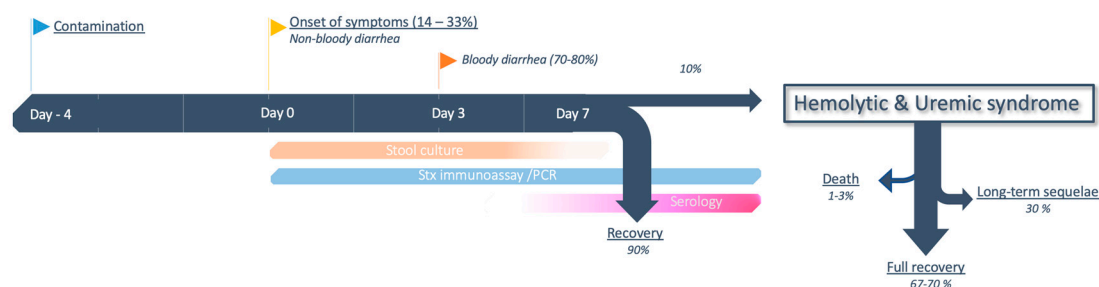 Contamination
Onset of symptoms (14 – 33%)
Non-bloody diarrhea
Bloody diarrhea (70-80%)
10%
Day - 4
Day 0
Day 3
Day 7
Hemolytic & Uremic syndrome
Stool culture
Stx immunoassay /PCR
Serology
Recovery
90%
Death
1-3%
Long-term sequelae
30 %
Full recovery
67-70 %